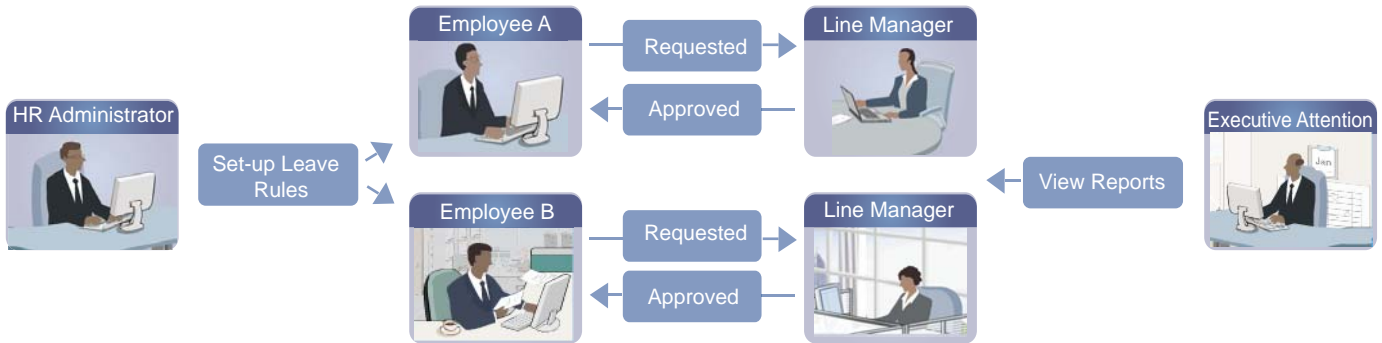 HR Administrator
Set-up Leave
Rules
Employee A
Requested
Approved
Line Manager
Employee B
Requested
Approved
Line Manager
View Reports
Executive Attention
Jan